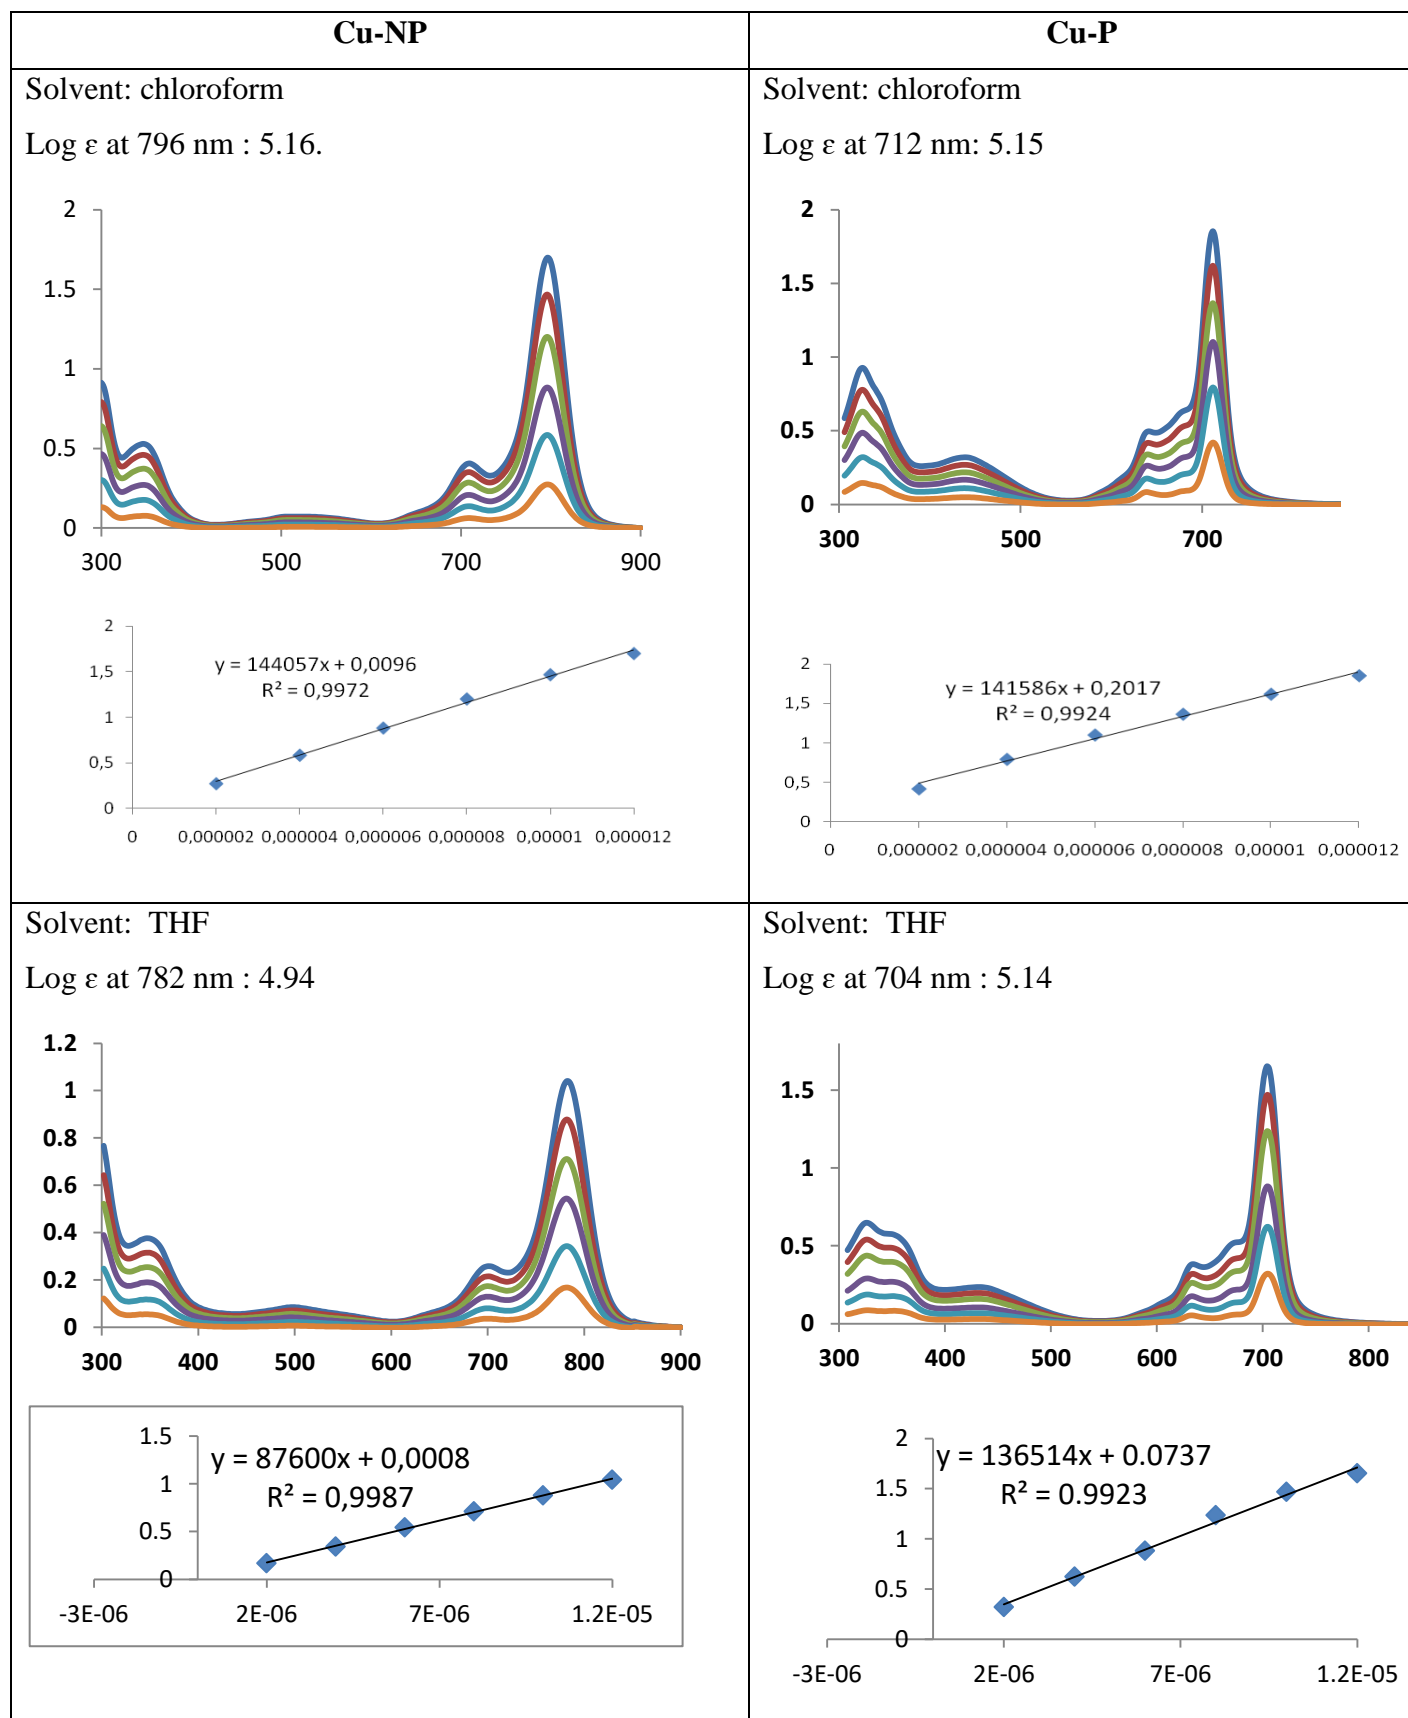 Cu-NP
Cu-P
Solvent: chloroform
Log ε at 796 nm : 5.16.
2
1.5
1
0.5
0
300 500 700 900
2
1,5
1
0,5
0
y = 144057x + 0,0096
R² = 0,9972
0 0,000002 0,000004 0,000006 0,000008 0,00001 0,000012
Solvent: chloroform
Log ε at 712 nm: 5.15
2
1.5
1
0.5
0
300 500 700
2
1,5
1
0,5
0
y = 141586x + 0,2017
R² = 0,9924
0 0,000002 0,000004 0,000006 0,000008 0,00001 0,000012
Solvent: THF
Log ε at 782 nm : 4.94
1.2
1
0.8
0.6
0.4
0.2
0
300 400 500 600 700 800 900
1.5
1
0.5
0
y = 87600x + 0,0008
R² = 0,9987
-3E-06 2E-06 7E-06 1.2E-05
Solvent: THF
Log ε at 704 nm : 5.14
1.5
1
0.5
0
300 400 500 600 700 800
2
1.5
1
0.5
0
y = 136514x + 0.0737
R² = 0.9923
-3E-06 2E-06 7E-06 1.2E-05